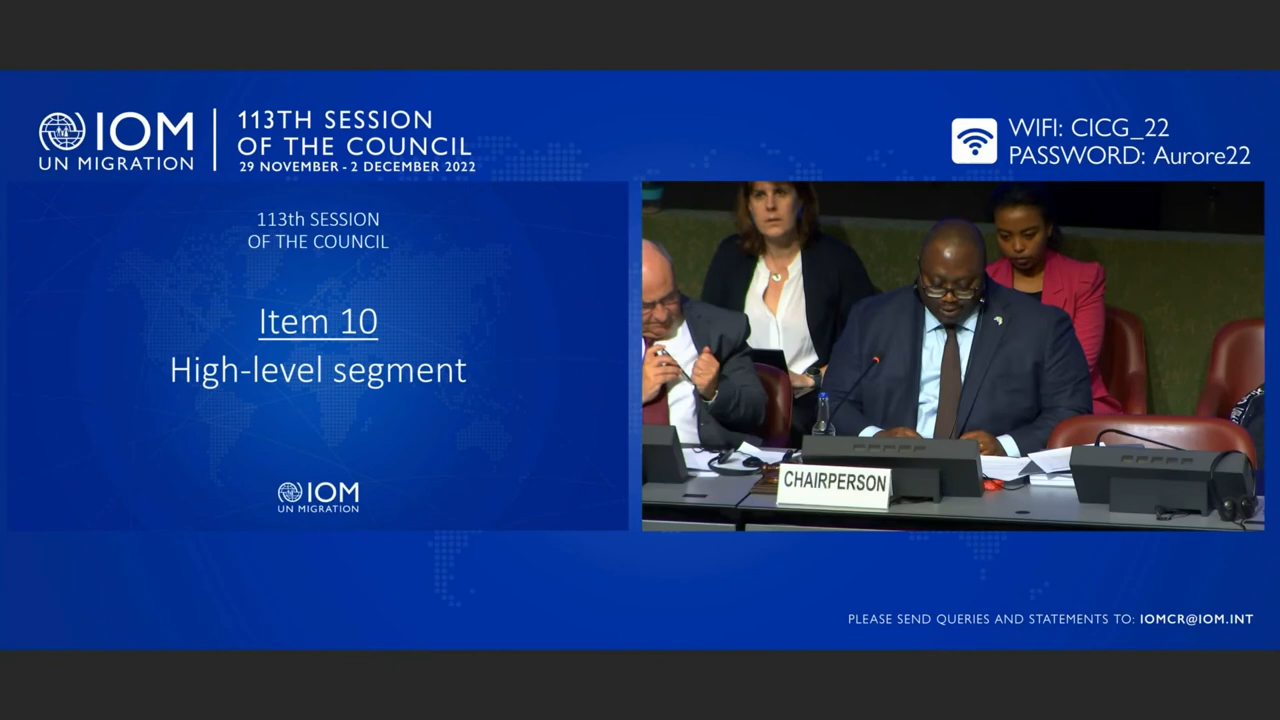 IOM
UN MIGRATION
113TH SESSION
OF THE COUNCIL
29 NOVEMBER - 2 DECEMBER 2022
WIFI: CICG_22
PASSWORD: Aurore22
113th SESSION
OF THE COUNCIL
Item 10
High-level segment
IOM
UN MIGRATION
CHAIRPERSON
PLEASE SEND QUERIES AND STATEMENTS TO: IOMCR@IOM.INT